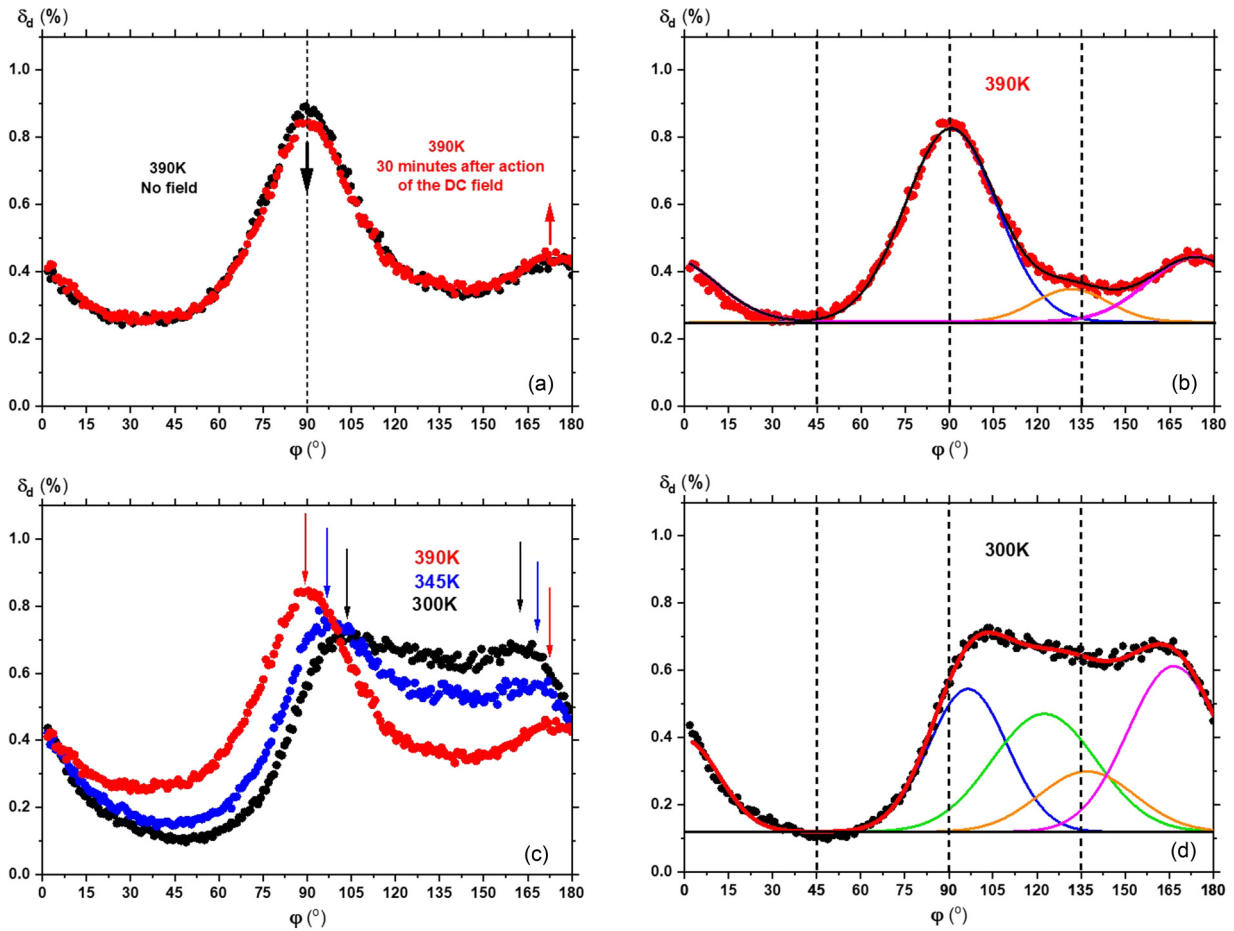 δd (%)
1.0
0.8
0.6
0.4
0.2
0.0
390K
No field
390K
30 minutes after action
of the DC field
(a)
0 15 30 45 60 75 90 105 120 135 150 165 180
φ (°)
δd (%)
1.0
0.8
0.6
0.4
0.2
0.0
390K
(b)
0 15 30 45 60 75 90 105 120 135 150 165 180
φ (°)
δd (%)
1.0
0.8
0.6
0.4
0.2
0.0
390K
345K
300K
(c)
0 15 30 45 60 75 90 105 120 135 150 165 180
φ (°)
δd (%)
1.0
0.8
0.6
0.4
0.2
0.0
300K
(d)
0 15 30 45 60 75 90 105 120 135 150 165 180
φ (°)